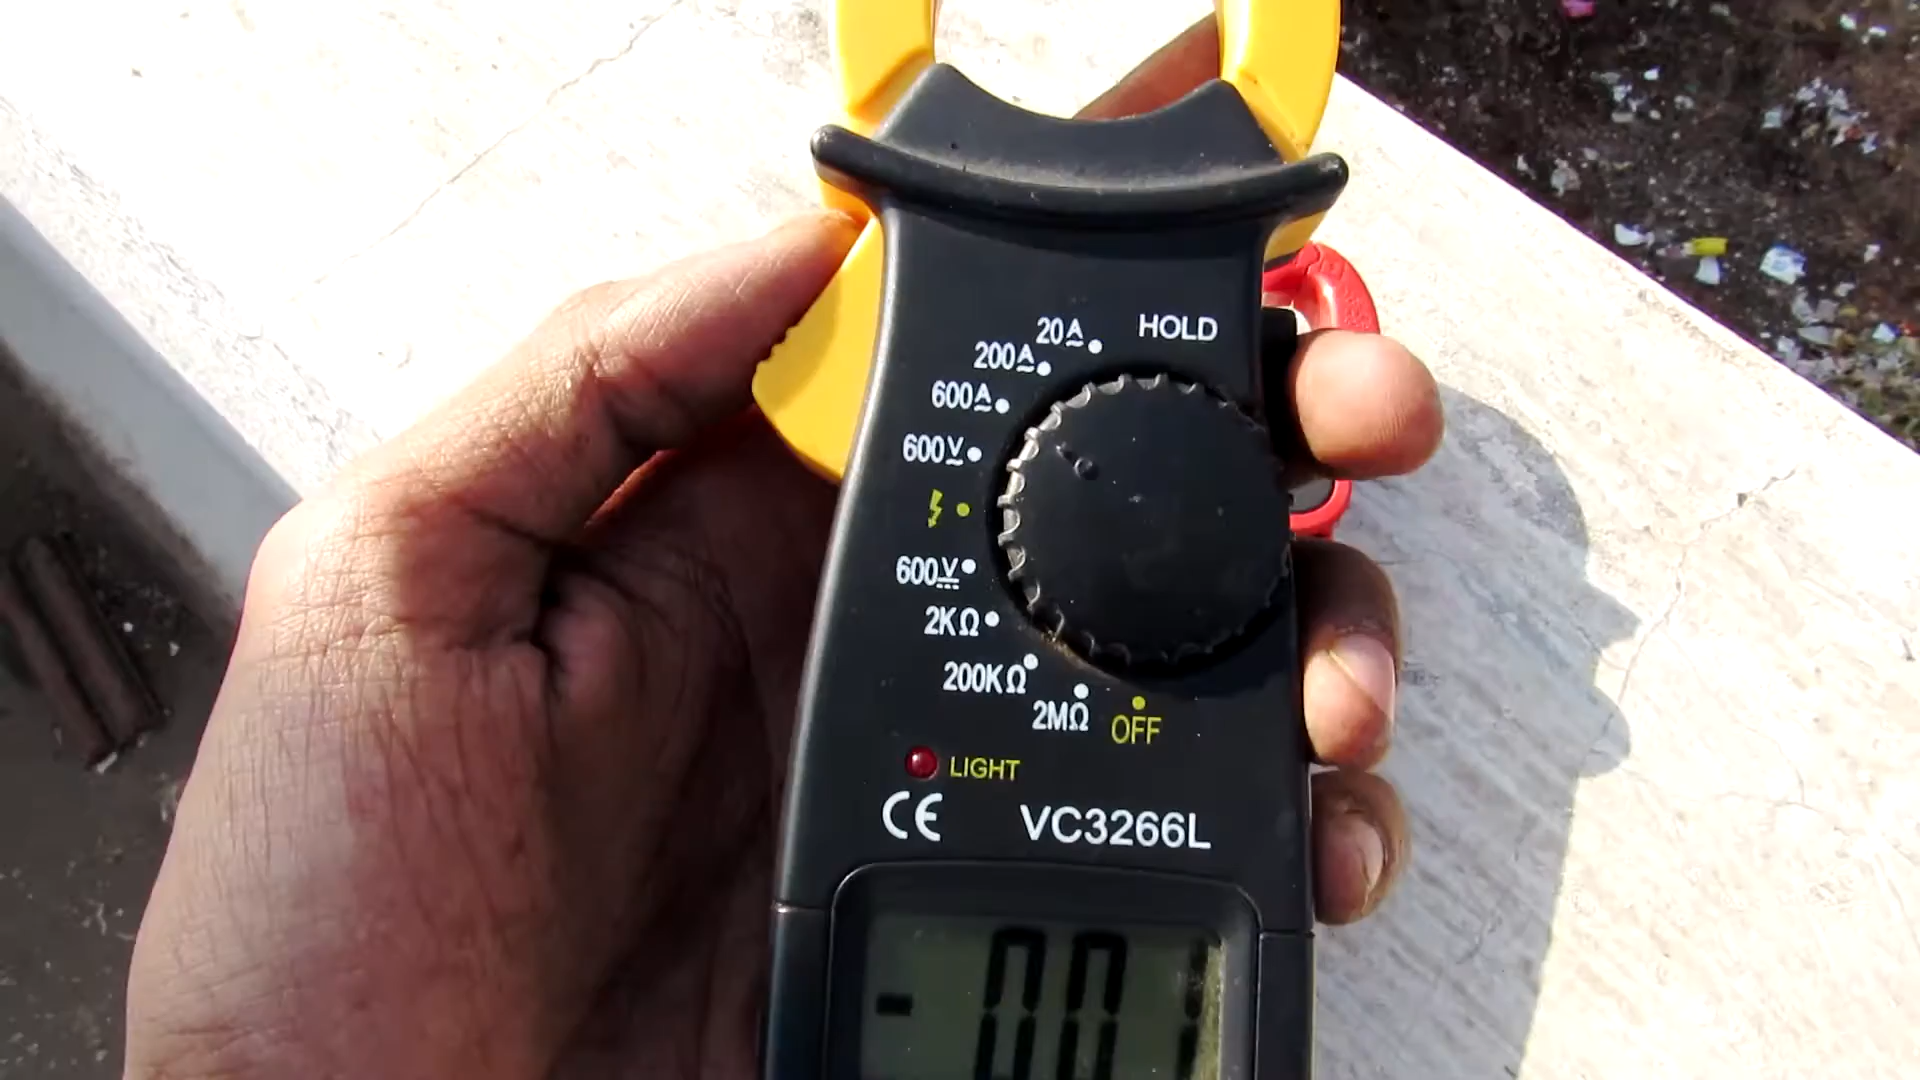 HOLD
20A
200A
600A
600V
600V
2KΩ
200KΩ
2MΩ
OFF
LIGHT
CE
VC3266L
-001